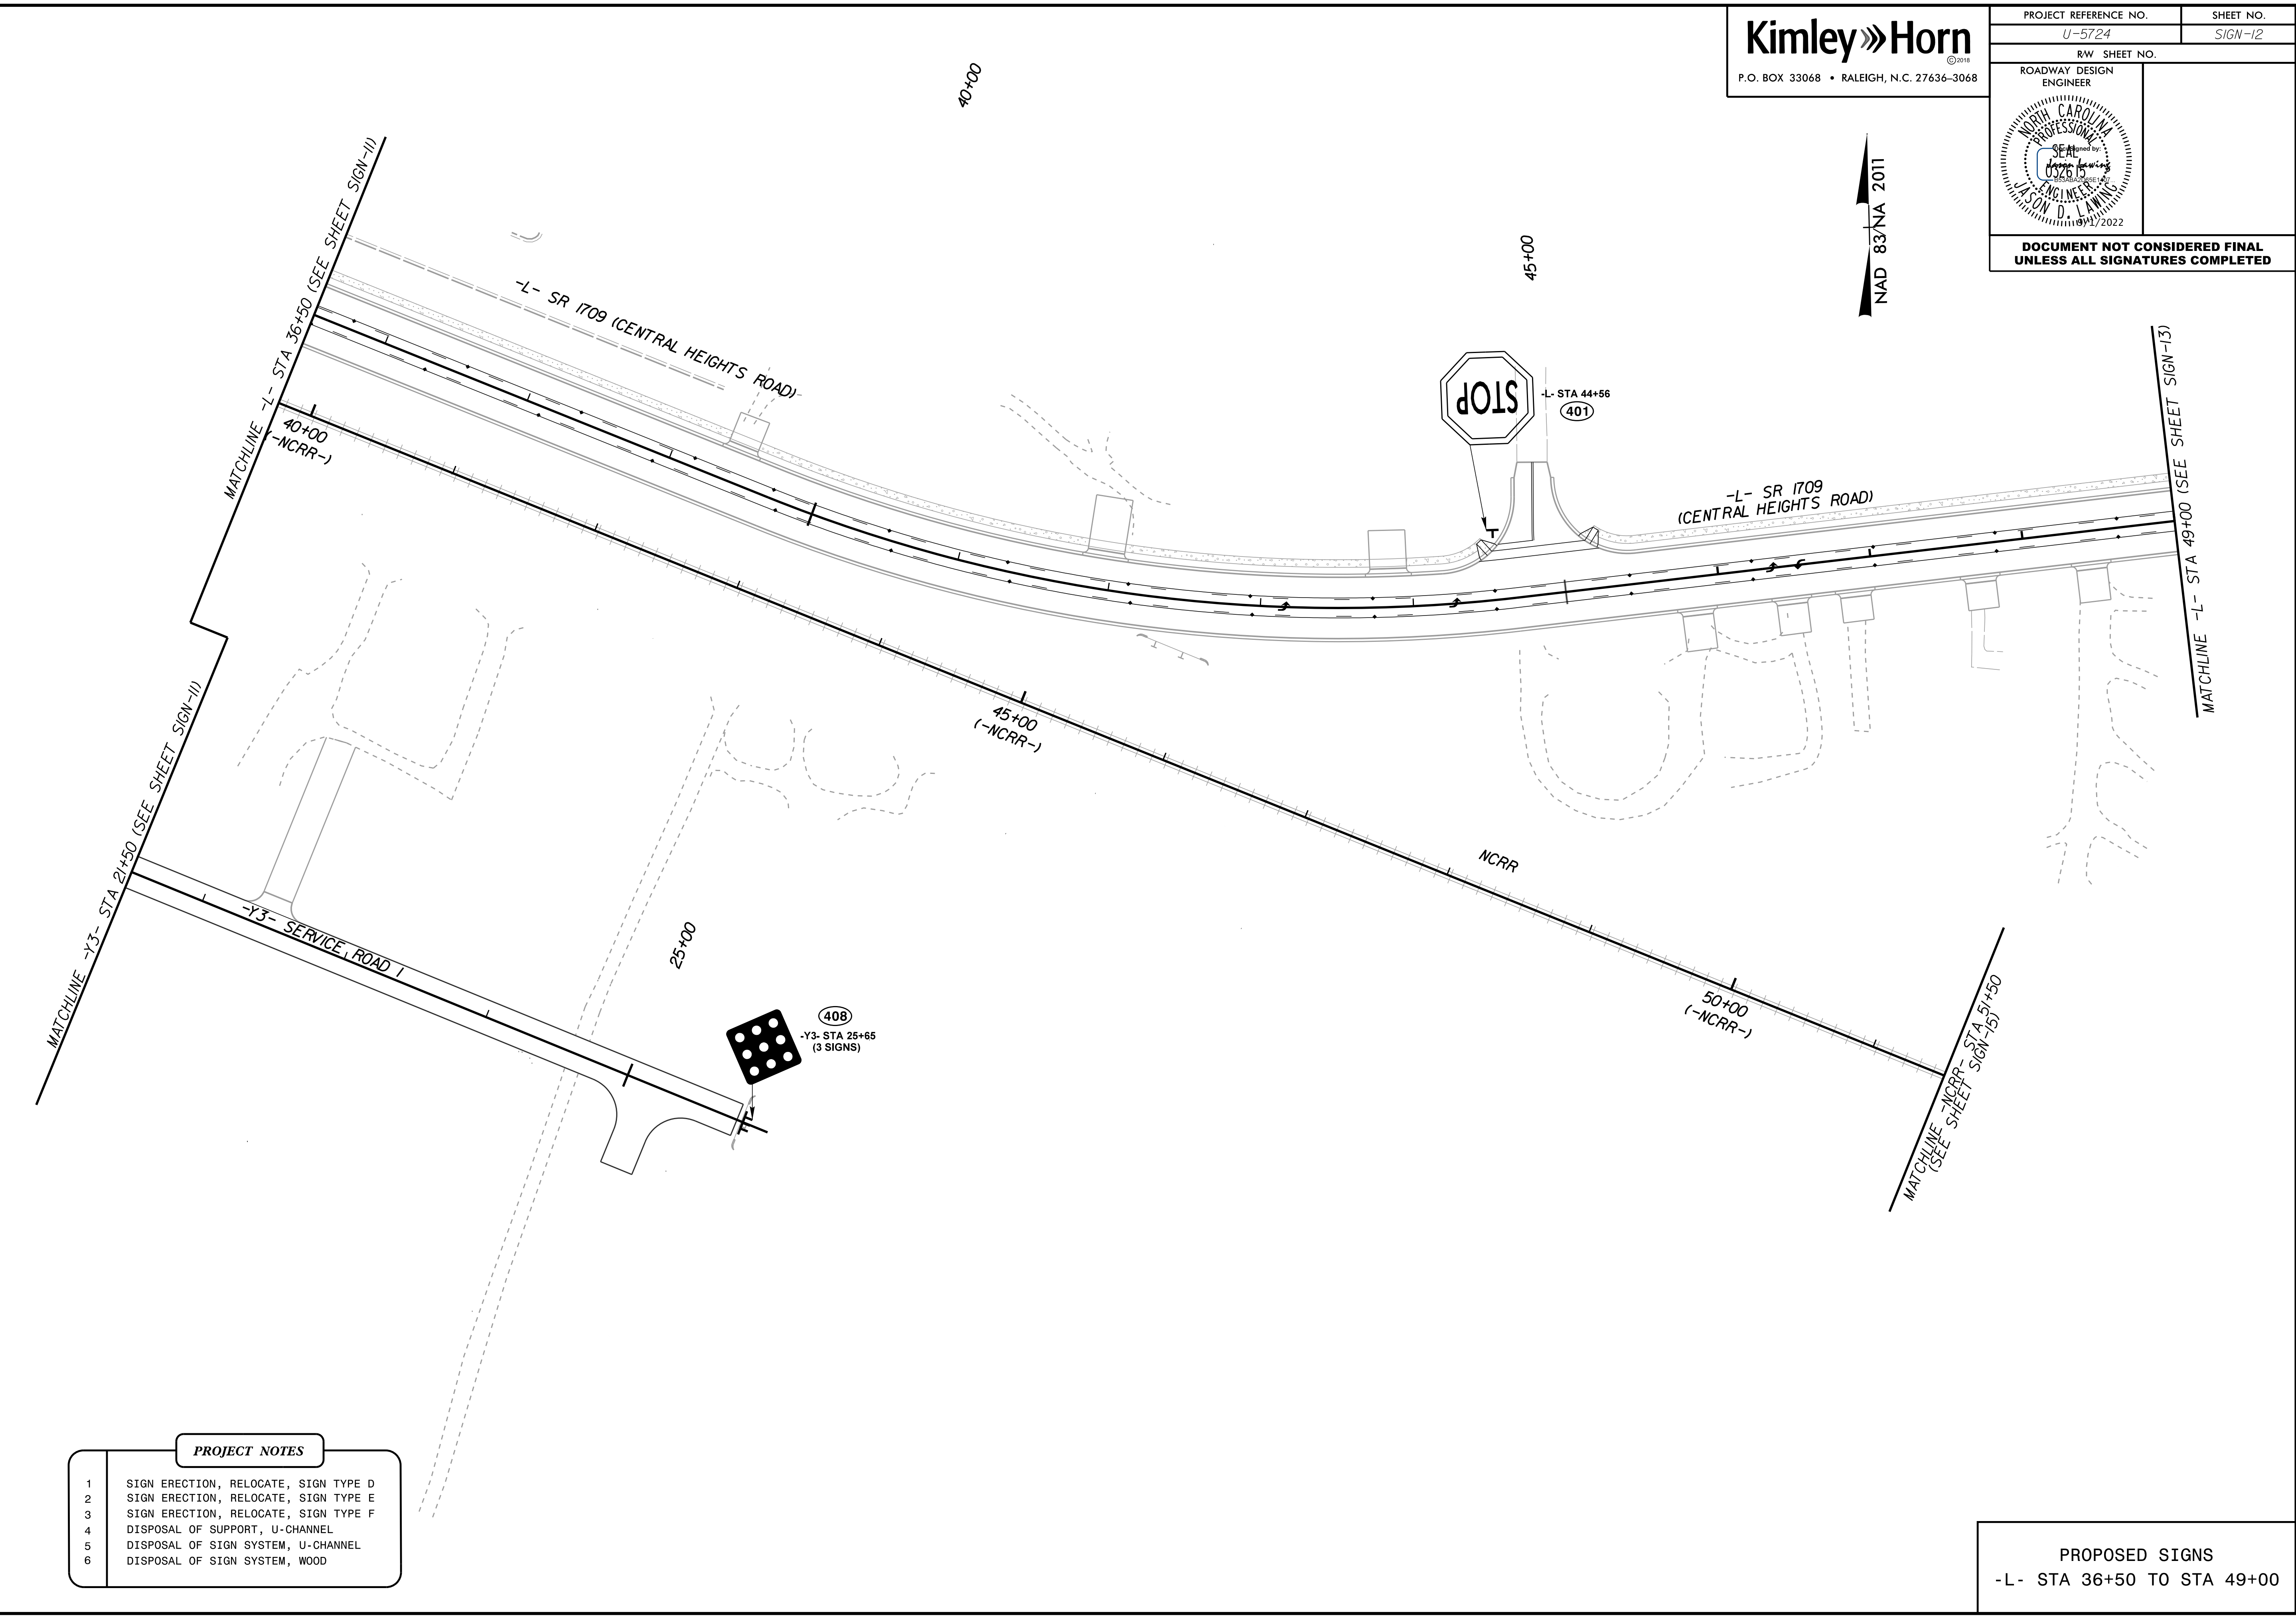 Kimley»Horn
© 2018
P.O. BOX 33068 • RALEIGH, N.C. 27636-3068
PROJECT REFERENCE NO.
SHEET NO.
U-5724
SIGN-12
R/W SHEET NO.
ROADWAY DESIGN
ENGINEER
NORTH CAROLINA
PROFESSIONAL
SEAL
032615
ENGINEER
JASON D. LAWING
Jason Lawing
9/1/2022
DOCUMENT NOT CONSIDERED FINAL
UNLESS ALL SIGNATURES COMPLETED
NAD 83/NA 2011
40+00
45+00
MATCHLINE -L- STA 36+50 (SEE SHEET SIGN-11)
-L- SR 1709 (CENTRAL HEIGHTS ROAD)
40+00
(-NCRR-)
STOP
-L- STA 44+56
401
-L- SR 1709
(CENTRAL HEIGHTS ROAD)
MATCHLINE -L- STA 49+00 (SEE SHEET SIGN-13)
45+00
(-NCRR-)
NCRR
50+00
(-NCRR-)
MATCHLINE -NCRR- STA 51+50
(SEE SHEET SIGN-15)
MATCHLINE -Y3- STA 21+50 (SEE SHEET SIGN-11)
-Y3- SERVICE ROAD 1
25+00
408
-Y3- STA 25+65
(3 SIGNS)
PROJECT NOTES
1 SIGN ERECTION, RELOCATE, SIGN TYPE D
2 SIGN ERECTION, RELOCATE, SIGN TYPE E
3 SIGN ERECTION, RELOCATE, SIGN TYPE F
4 DISPOSAL OF SUPPORT, U-CHANNEL
5 DISPOSAL OF SIGN SYSTEM, U-CHANNEL
6 DISPOSAL OF SIGN SYSTEM, WOOD
PROPOSED SIGNS
-L- STA 36+50 TO STA 49+00